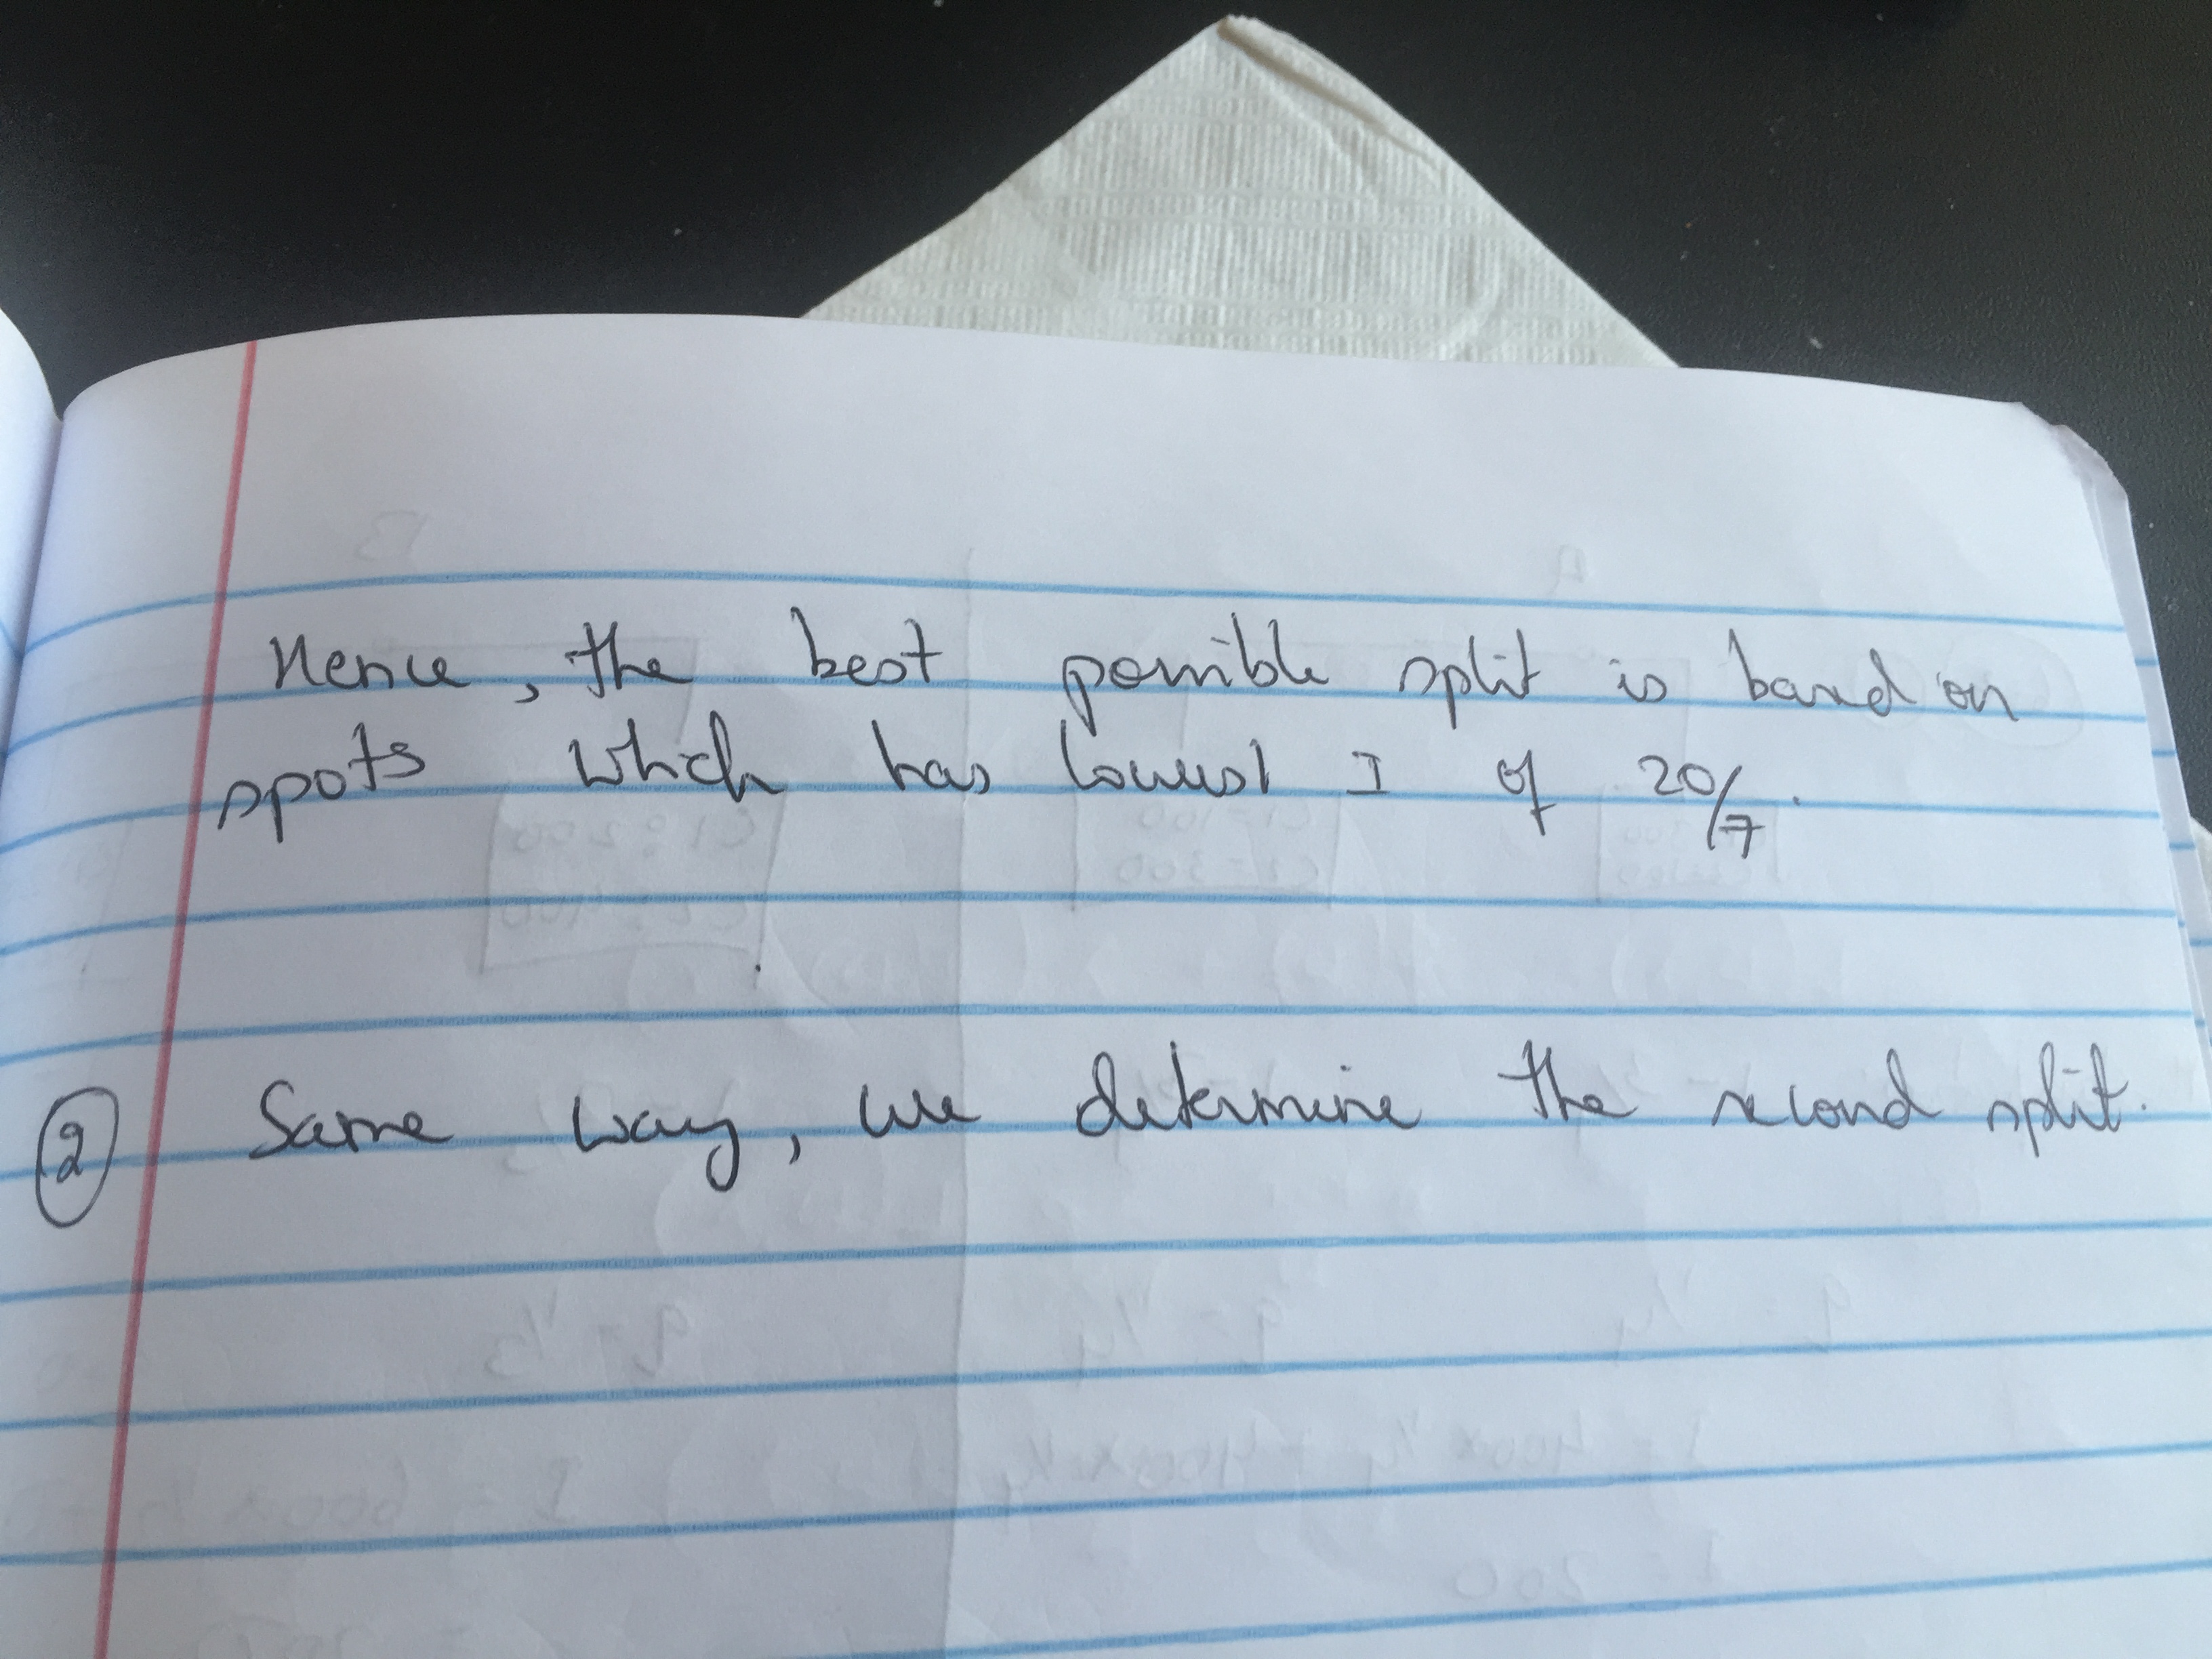 Hence, the best possible split is based on
spots which has lowest I of 20/7.
② Same way, we determine the second split.